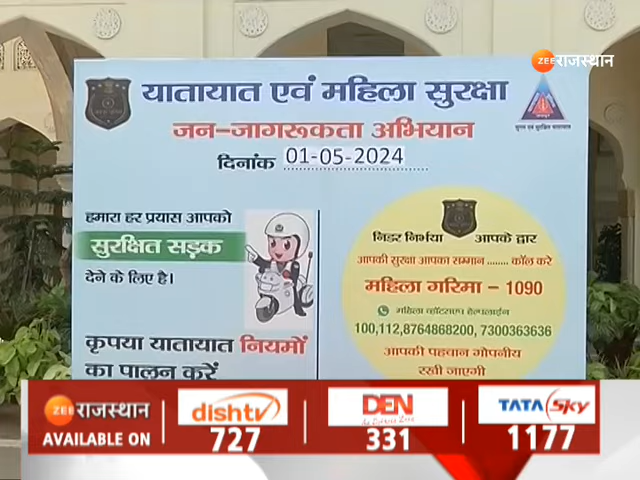 ZEE राजस्थान
यातायात एवं महिला सुरक्षा
जन-जागरूकता अभियान
दिनांक 01-05-2024
हमारा हर प्रयास आपको
सुरक्षित सड़क
देने के लिए है।
कृपया यातायात नियमों
का पालन करें
निडर निर्भया आपके द्वार
आपकी सुरक्षा आपका सम्मान ........ कॉल करे
महिला गरिमा - 1090
महिला व्हॉटसएप हेल्पलाईन
100,112,8764868200, 7300363636
आपकी पहचान गोपनीय
रखी जाएगी
ZEE राजस्थान
AVAILABLE ON
dishtv
727
DEN
331
TATA Sky
1177